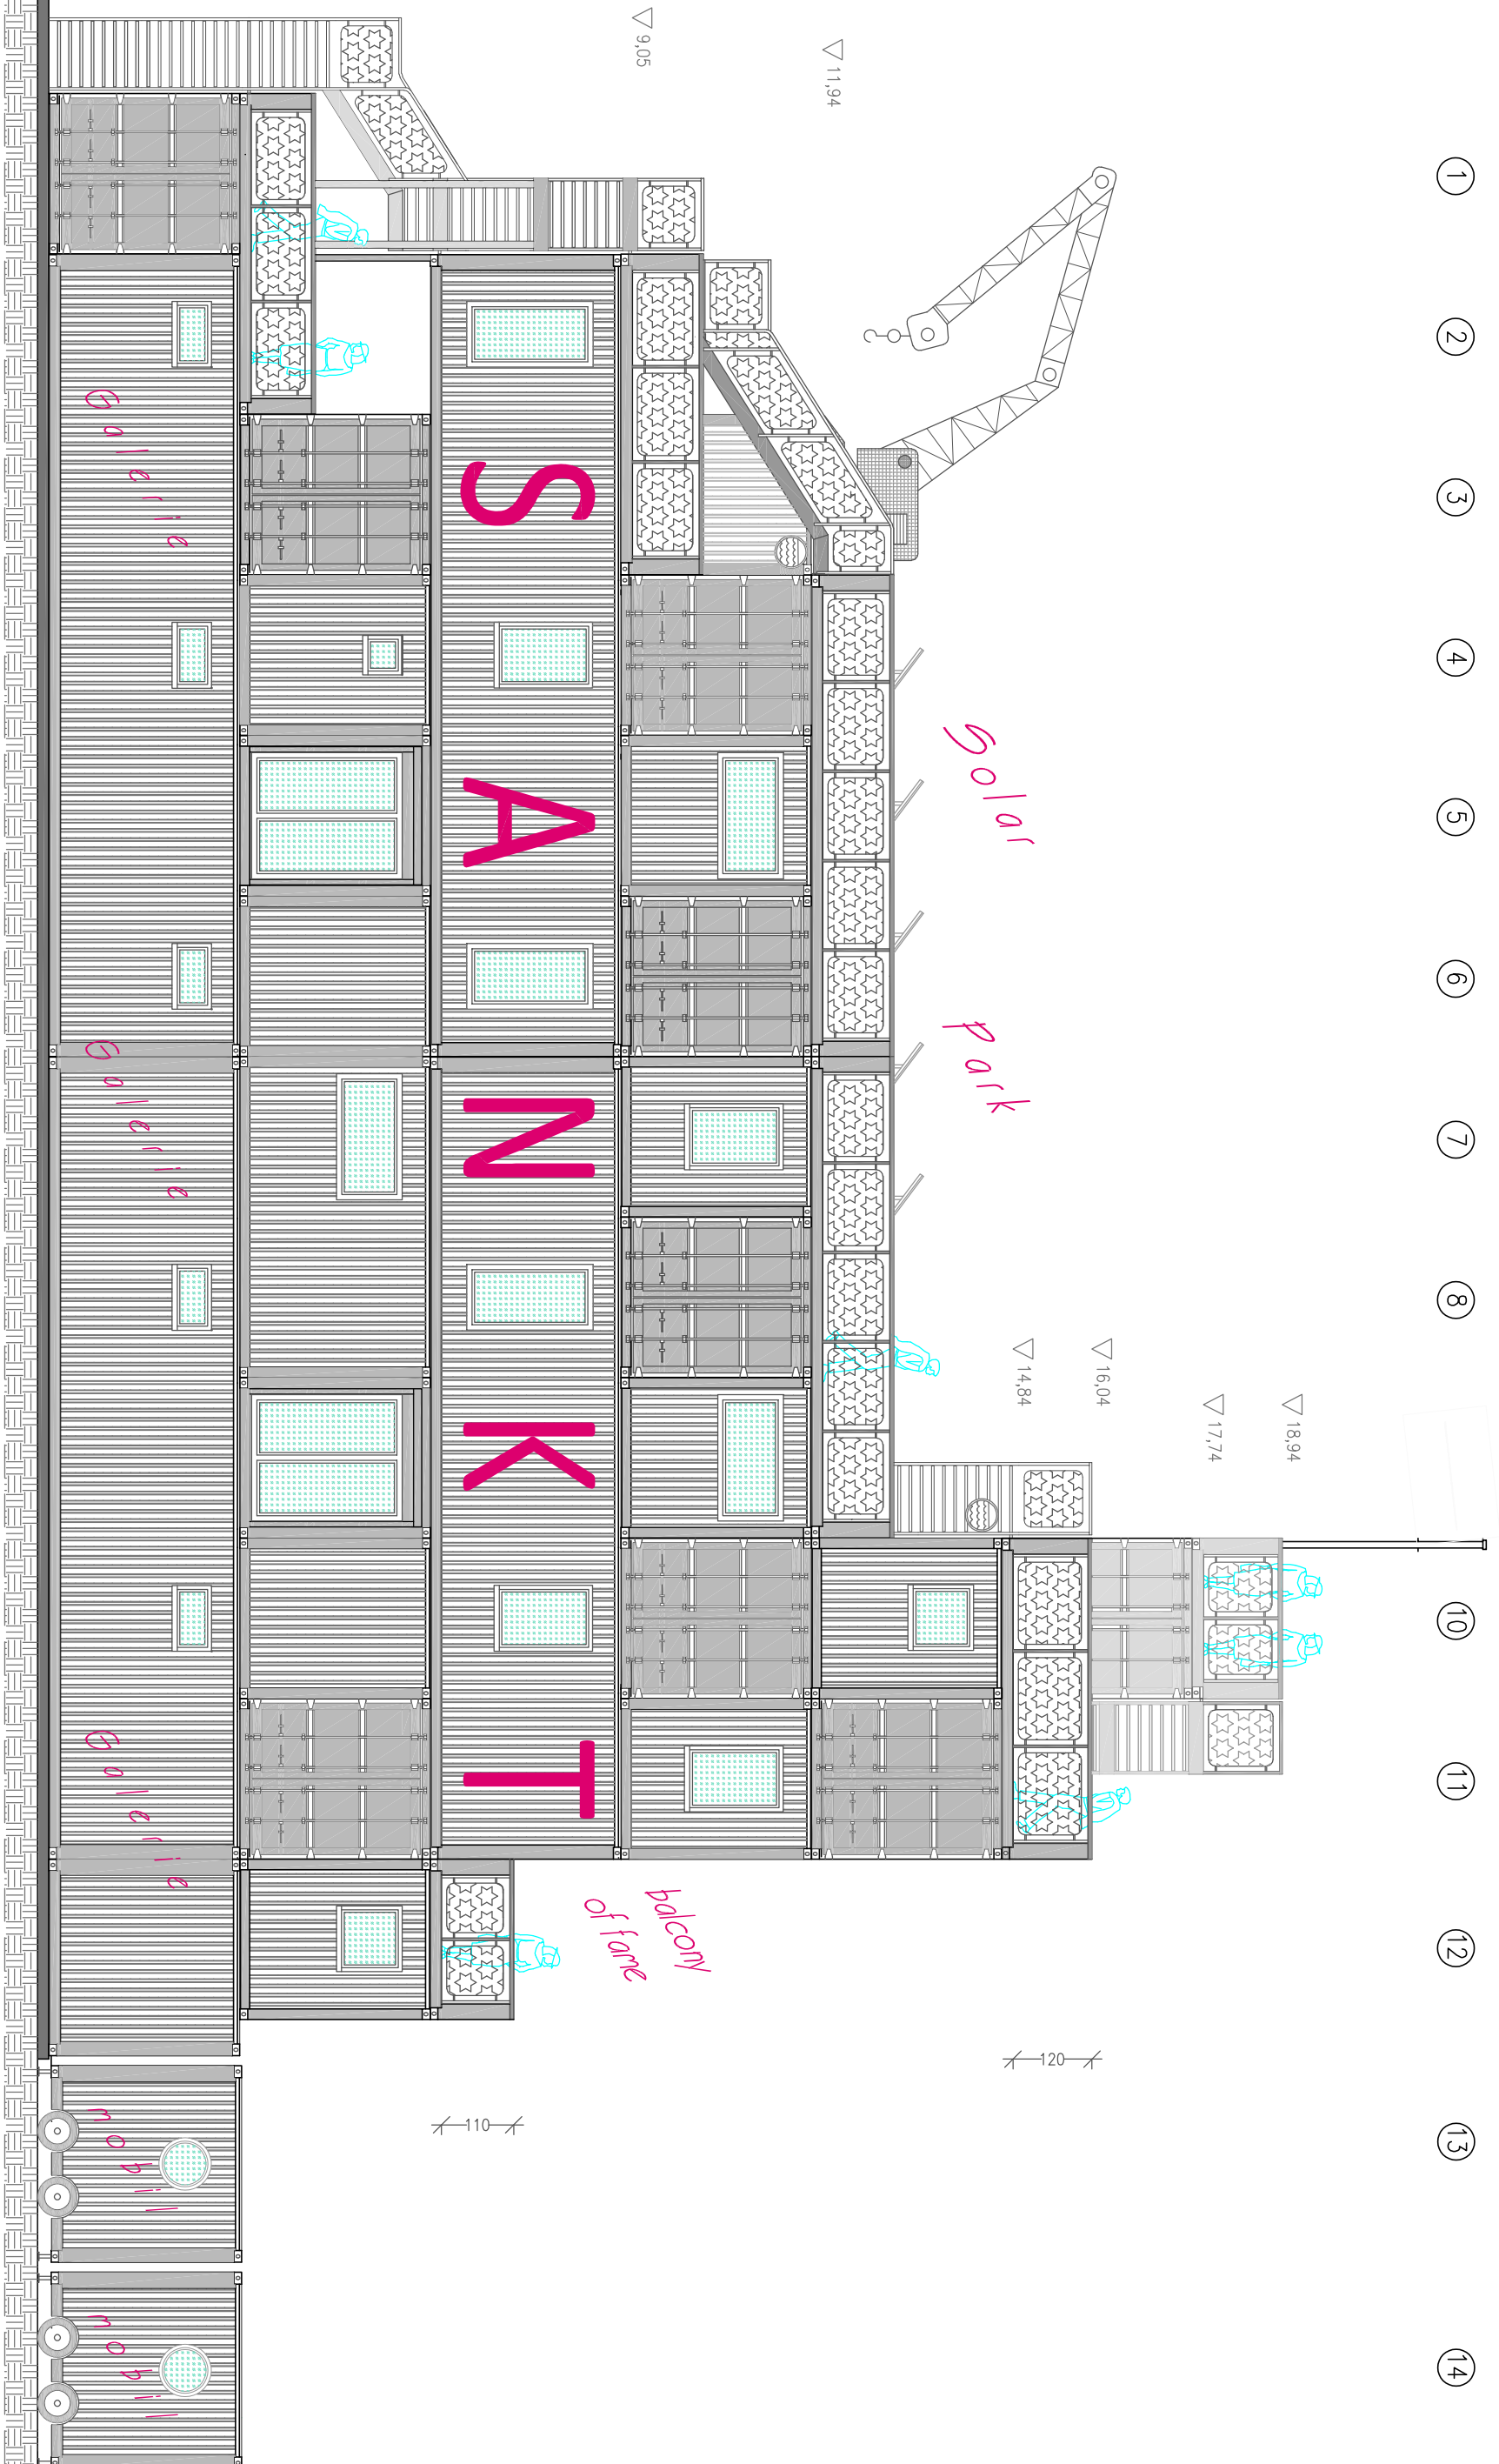 1 2 3 4 5 6 7 8 10 11 12 13 14
18,94
17,74
16,04
14,84
11,94
9,05
120
Solar Park
balcony
of fame
110
SANKT
Galerie Galerie Galerie mobil mobil